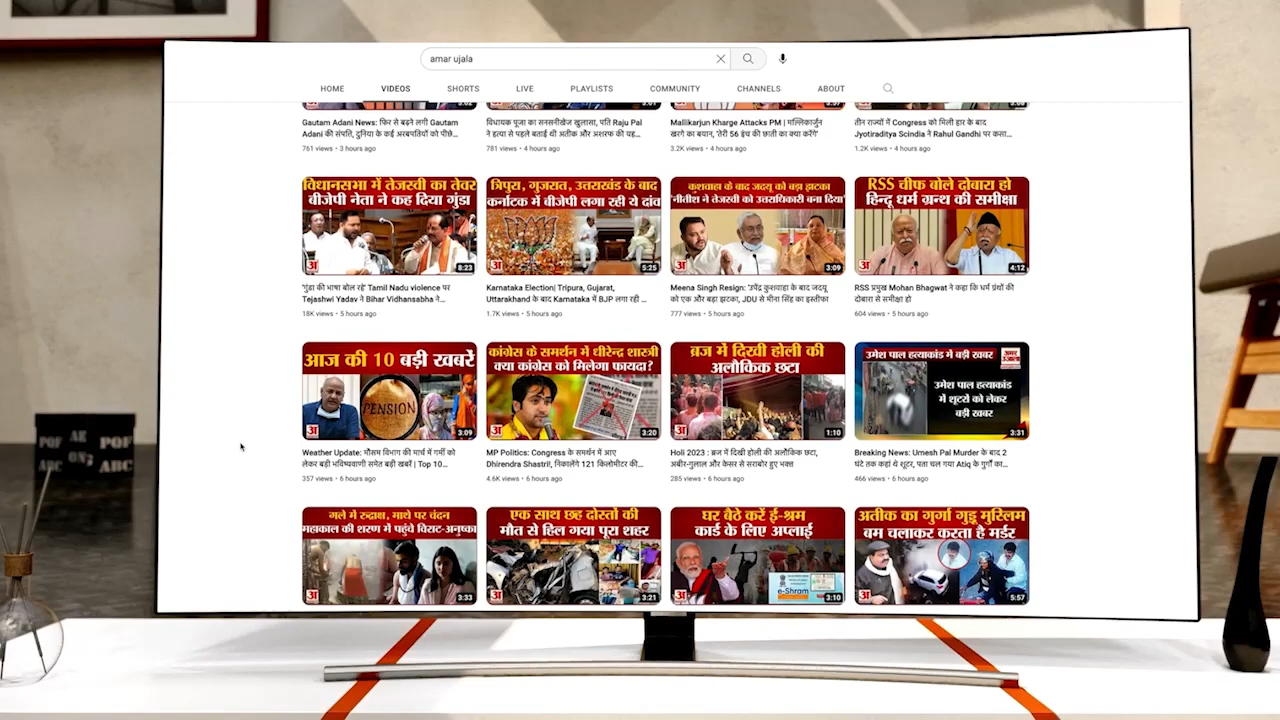 amar ujala
HOME VIDEOS SHORTS LIVE PLAYLISTS COMMUNITY CHANNELS ABOUT
Gautam Adani News: फिर से बढ़ने लगी Gautam
Adani की संपत्ति, दुनिया के कई अरबपतियों को पीछे...
761 views • 3 hours ago
विधायक पूजा का सनसनीखेज खुलासा, पति Raju Pal
ने हत्या से पहले बताई थी अतीक और अशरफ की यह...
781 views • 4 hours ago
Mallikarjun Kharge Attacks PM | मल्लिकार्जुन
खरगे का बयान, 'तेरी 56 इंच की छाती का क्या करेंगे'
3.2K views • 4 hours ago
तीन राज्यों में Congress को मिली हार के बाद
Jyotiraditya Scindia ने Rahul Gandhi पर कसा...
1.2K views • 4 hours ago
विधानसभा में तेजस्वी का तेवर
बीजेपी नेता ने कह दिया गुंडा
अ
8:23
'गुंडा की भाषा बोल रहे' Tamil Nadu violence पर
Tejashwi Yadav ने Bihar Vidhansabha ने...
18K views • 5 hours ago
त्रिपुरा, गुजरात, उत्तराखंड के बाद
कर्नाटक में बीजेपी लगा रही ये दांव
अ
5:25
Karnataka Election| Tripura, Gujarat,
Uttarakhand के बाद Karnataka में BJP लगा रही ...
1.7K views • 5 hours ago
कुशवाहा के बाद जदयू को बड़ा झटका
'नीतीश ने तेजस्वी को उत्तराधिकारी बना दिया'
अ
3:09
Meena Singh Resign: 'उपेंद्र कुशवाहा के बाद जदयू
को एक और बड़ा झटका, JDU से मीना सिंह का इस्तीफा
777 views • 5 hours ago
RSS चीफ बोले दोबारा हो
हिन्दू धर्म ग्रन्थ की समीक्षा
अ
4:12
RSS प्रमुख Mohan Bhagwat ने कहा कि धर्म ग्रंथों की
दोबारा से समीक्षा हो
604 views • 5 hours ago
आज की 10 बड़ी खबरें
PENSION
अ
3:09
Weather Update: मौसम विभाग की मार्च में गर्मी को
लेकर बड़ी भविष्यवाणी समेत बड़ी खबरें | Top 10...
357 views • 6 hours ago
कांग्रेस के समर्थन में धीरेन्द्र शास्त्री
क्या कांग्रेस को मिलेगा फायदा?
अ
3:20
MP Politics: Congress के समर्थन में आए
Dhirendra Shastri!, निकालेंगे 121 किलोमीटर की...
4.6K views • 6 hours ago
ब्रज में दिखी होली की
अलौकिक छटा
अ
1:10
Holi 2023 : ब्रज में दिखी होली की अलौकिक छटा,
अबीर-गुलाल और केसर से सराबोर हुए भक्त
285 views • 6 hours ago
उमेश पाल हत्याकांड में बड़ी खबर
अमर उजाला
उमेश पाल हत्याकांड
में शूटरों को लेकर
बड़ी खबर
3:31
Breaking News: Umesh Pal Murder के बाद 2
घंटे तक कहां थे शूटर, पता चल गया Atiq के गुर्गों का...
466 views • 6 hours ago
गले में रुद्राक्ष, माथे पर चंदन
महाकाल की शरण में पहुंचे विराट-अनुष्का
अ
3:33
एक साथ छह दोस्तों की
मौत से हिल गया पूरा शहर
अ
3:21
घर बैठे करें ई-श्रम
कार्ड के लिए अप्लाई
e-Shram
अ
3:10
अतीक का गुर्गा गुड्डू मुस्लिम
बम चलाकर करता है मर्डर
अ
5:57